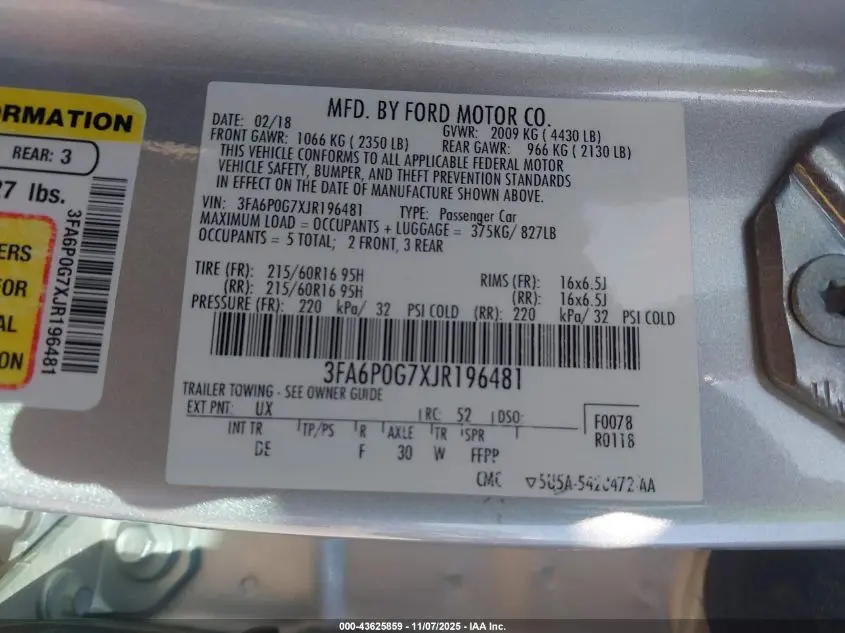 ORMATION
REAR: 3
27 lbs.
ERS
FOR
AL
ON
3FA6P0G7XJR196481
MFD. BY FORD MOTOR CO.
DATE: 02/18 GVWR: 2009 KG ( 4430 LB)
FRONT GAWR: 1066 KG ( 2350 LB) REAR GAWR: 966 KG ( 2130 LB)
THIS VEHICLE CONFORMS TO ALL APPLICABLE FEDERAL MOTOR
VEHICLE SAFETY, BUMPER, AND THEFT PREVENTION STANDARDS
IN EFFECT ON THE DATE OF MANUFACTURE SHOWN ABOVE.
VIN: 3FA6P0G7XJR196481 TYPE: Passenger Car
MAXIMUM LOAD = OCCUPANTS + LUGGAGE = 375KG/ 827LB
OCCUPANTS = 5 TOTAL; 2 FRONT, 3 REAR
TIRE (FR): 215/60R16 95H RIMS (FR): 16x6.5J
(RR): 215/60R16 95H (RR): 16x6.5J
PRESSURE (FR): 220 kPa/ 32 PSI COLD (RR): 220 kPa/ 32 PSI COLD
3FA6P0G7XJR196481
TRAILER TOWING - SEE OWNER GUIDE
EXT PNT: UX RC: 52 DSO: F0078
INT TR TP/PS R AXLE TR SPR R0118
DE F 30 W FFPP
CMC
000-43625859 - 11/07/2025 - IAA Inc.